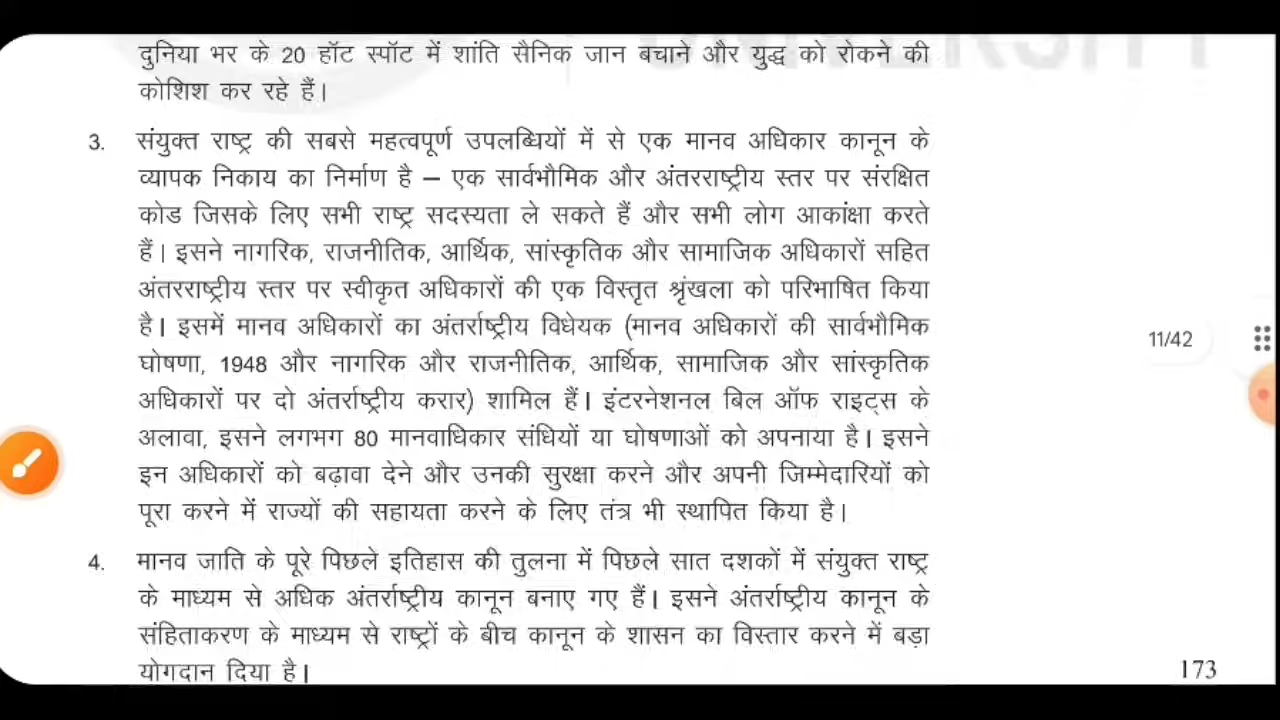 दुनिया भर के 20 हॉट स्पॉट में शांति सैनिक जान बचाने और युद्ध को रोकने की
कोशिश कर रहे हैं।
3. संयुक्त राष्ट्र की सबसे महत्वपूर्ण उपलब्धियों में से एक मानव अधिकार कानून के
व्यापक निकाय का निर्माण है – एक सार्वभौमिक और अंतरराष्ट्रीय स्तर पर संरक्षित
कोड जिसके लिए सभी राष्ट्र सदस्यता ले सकते हैं और सभी लोग आकांक्षा करते
हैं। इसने नागरिक, राजनीतिक, आर्थिक, सांस्कृतिक और सामाजिक अधिकारों सहित
अंतरराष्ट्रीय स्तर पर स्वीकृत अधिकारों की एक विस्तृत श्रृंखला को परिभाषित किया
है। इसमें मानव अधिकारों का अंतर्राष्ट्रीय विधेयक (मानव अधिकारों की सार्वभौमिक
घोषणा, 1948 और नागरिक और राजनीतिक, आर्थिक, सामाजिक और सांस्कृतिक
अधिकारों पर दो अंतर्राष्ट्रीय करार) शामिल हैं। इंटरनेशनल बिल ऑफ राइट्स के
अलावा, इसने लगभग 80 मानवाधिकार संधियों या घोषणाओं को अपनाया है। इसने
इन अधिकारों को बढ़ावा देने और उनकी सुरक्षा करने और अपनी जिम्मेदारियों को
पूरा करने में राज्यों की सहायता करने के लिए तंत्र भी स्थापित किया है।
11/42
4. मानव जाति के पूरे पिछले इतिहास की तुलना में पिछले सात दशकों में संयुक्त राष्ट्र
के माध्यम से अधिक अंतर्राष्ट्रीय कानून बनाए गए हैं। इसने अंतर्राष्ट्रीय कानून के
संहिताकरण के माध्यम से राष्ट्रों के बीच कानून के शासन का विस्तार करने में बड़ा
योगदान दिया है।
173